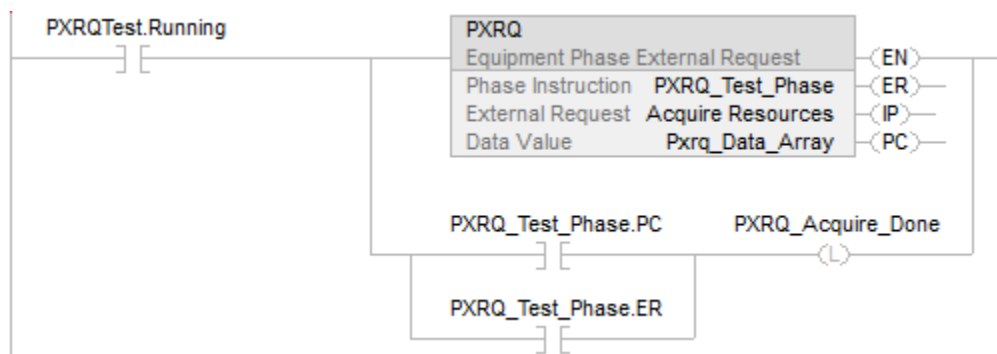 PXRQTest.Running
PXRQ
Equipment Phase External Request
EN
Phase Instruction PXRQ_Test_Phase
ER
External Request Acquire Resources
IP
Data Value Pxrq_Data_Array
PC
PXRQ_Test_Phase.PC
PXRQ_Acquire_Done
L
PXRQ_Test_Phase.ER